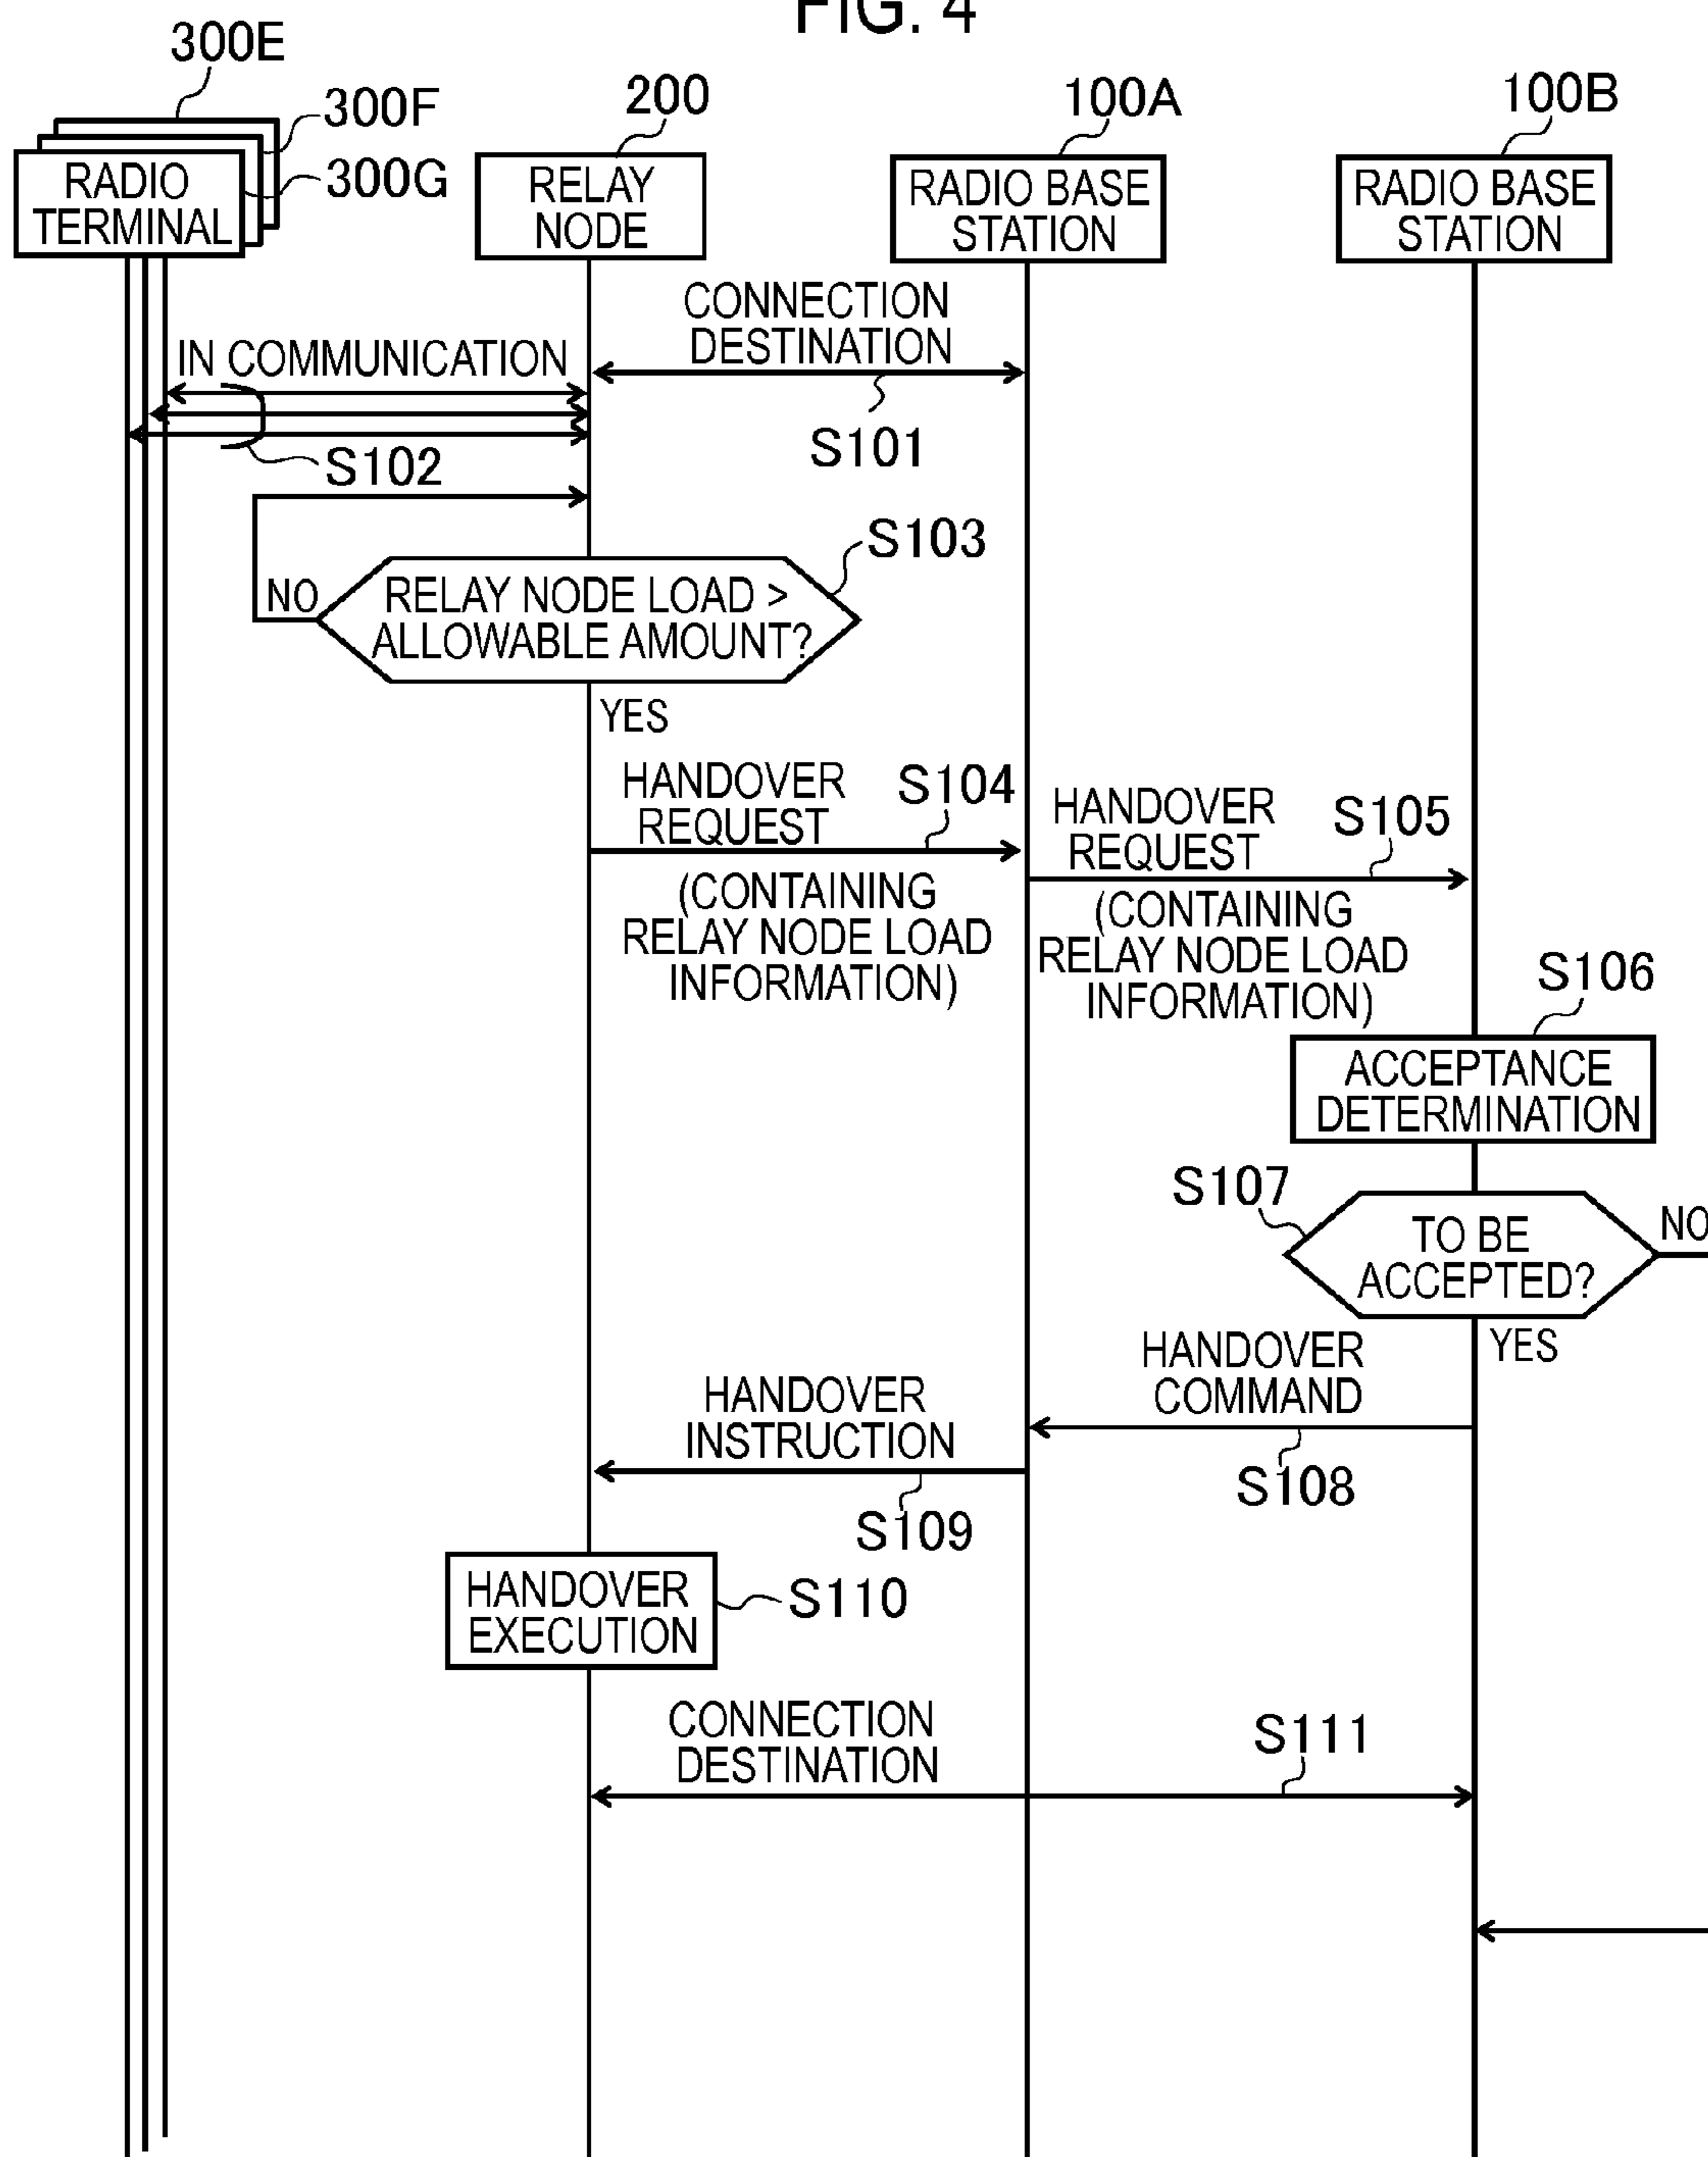 FIG. 4
300E
300F
300G
200
100A
100B
RADIO
TERMINAL
RELAY
NODE
RADIO BASE
STATION
RADIO BASE
STATION
CONNECTION
DESTINATION
IN COMMUNICATION
S101
S102
S103
NO
RELAY NODE LOAD >
ALLOWABLE AMOUNT?
YES
HANDOVER
REQUEST
S104
(CONTAINING
RELAY NODE LOAD
INFORMATION)
HANDOVER
REQUEST
S105
(CONTAINING
RELAY NODE LOAD
INFORMATION)
S106
ACCEPTANCE
DETERMINATION
S107
TO BE
ACCEPTED?
NO
YES
HANDOVER
COMMAND
S108
HANDOVER
INSTRUCTION
S109
HANDOVER
EXECUTION
S110
CONNECTION
DESTINATION
S111